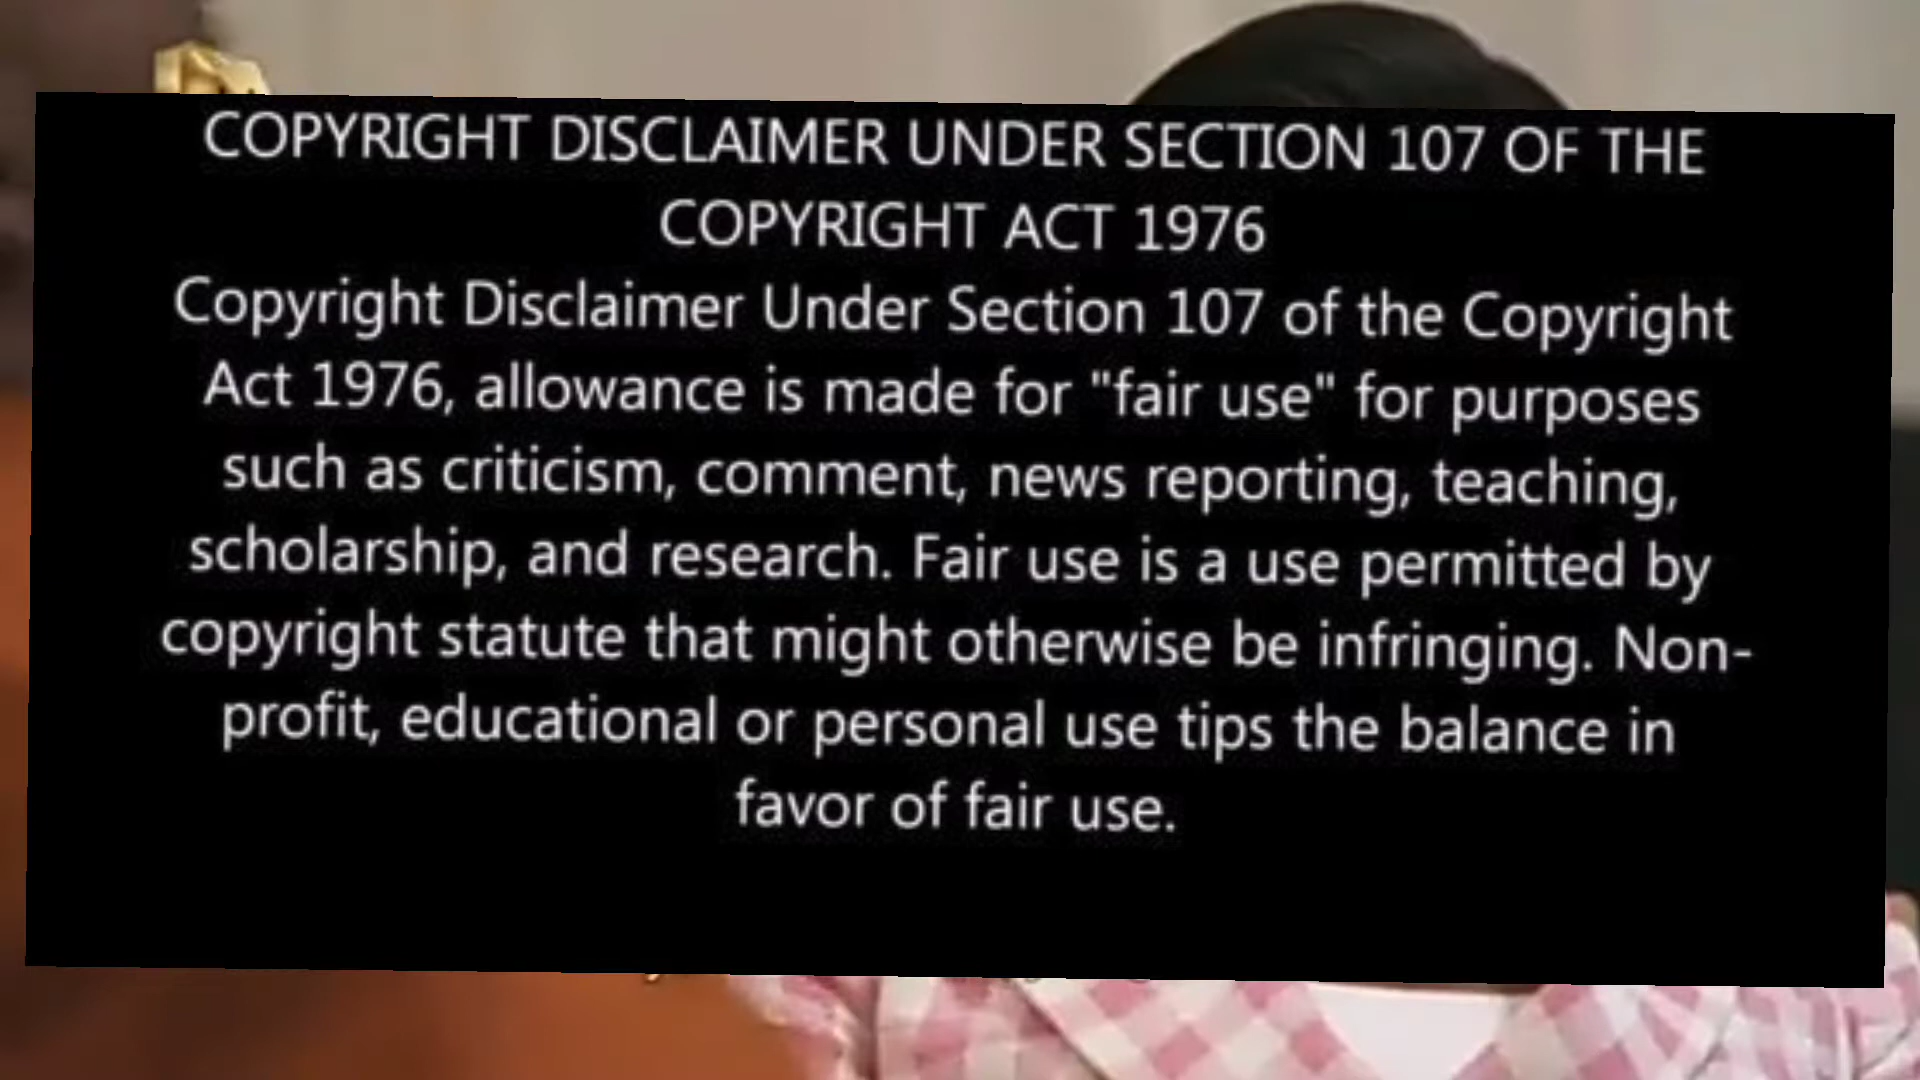 COPYRIGHT DISCLAIMER UNDER SECTION 107 OF THE
COPYRIGHT ACT 1976
Copyright Disclaimer Under Section 107 of the Copyright
Act 1976, allowance is made for "fair use" for purposes
such as criticism, comment, news reporting, teaching,
scholarship, and research. Fair use is a use permitted by
copyright statute that might otherwise be infringing. Non-
profit, educational or personal use tips the balance in
favor of fair use.